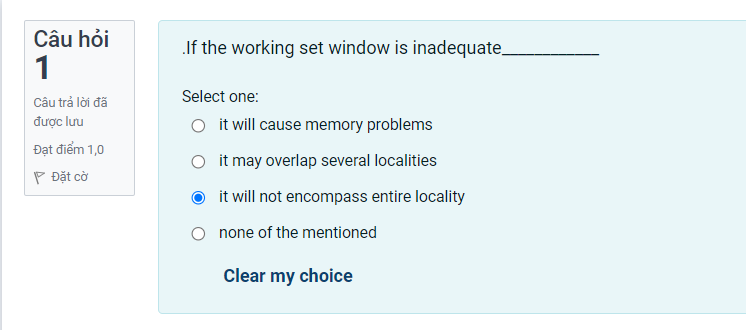 Câu hỏi
1
Câu trả lời đã
được lưu
Đạt điểm 1,0
Đặt cờ
.If the working set window is inadequate____________
Select one:
it will cause memory problems
it may overlap several localities
it will not encompass entire locality
none of the mentioned
Clear my choice